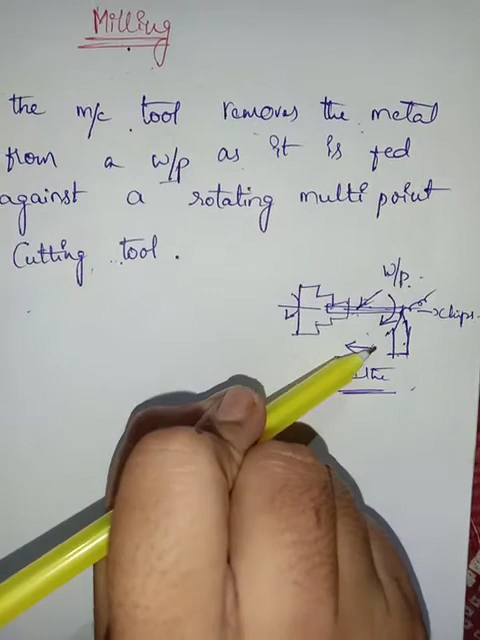 Milling
the m/c tool removes the metal
from a w/p as it is fed
against a rotating multi point
Cutting tool.
w/p.
chips